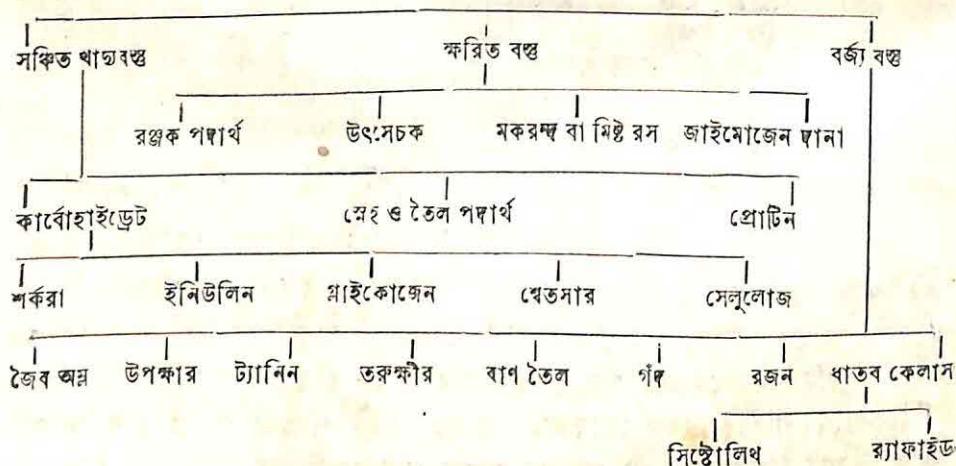 সঞ্চিত খাদ্যবস্তু ক্ষরিত বস্তু বর্জ্য বস্তু
রঞ্জক পদার্থ উৎসেচক মকরন্দ বা মিষ্ট রস জাইমোজেন দানা
কার্বোহাইড্রেট স্নেহ ও তৈল পদার্থ প্রোটিন
শর্করা ইনিউলিন গ্লাইকোজেন শ্বেতসার সেলুলোজ
জৈব অম্ল উপক্ষার ট্যানিন তরুক্ষীর বাণ তৈল গঁদ রজন ধাতব কেলাস
সিষ্টোলিথ র‍্যাফাইড